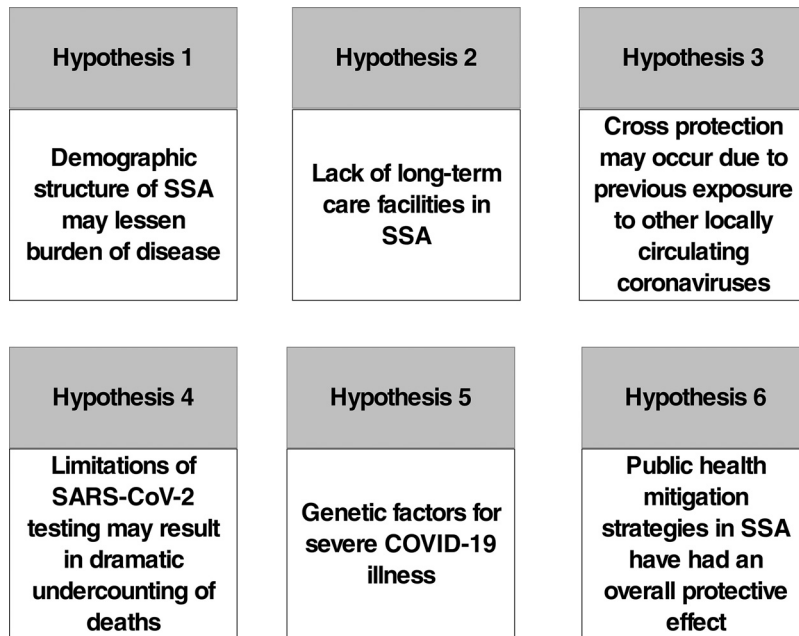 Hypothesis 1
Demographic
structure of SSA
may lessen
burden of disease
Hypothesis 2
Lack of long-term
care facilities in
SSA
Hypothesis 3
Cross protection
may occur due to
previous exposure
to other locally
circulating
coronaviruses
Hypothesis 4
Limitations of
SARS-CoV-2
testing may result
in dramatic
undercounting of
deaths
Hypothesis 5
Genetic factors for
severe COVID-19
illness
Hypothesis 6
Public health
mitigation
strategies in SSA
have had an
overall protective
effect